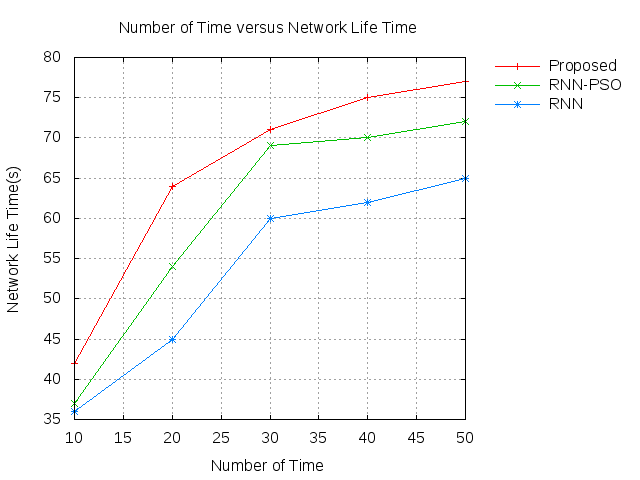 Number of Time versus Network Life Time
80
75
70
65
60
55
50
45
40
35
10 15 20 25 30 35 40 45 50
Network Life Time(s)
Number of Time
Proposed
RNN-PSO
RNN